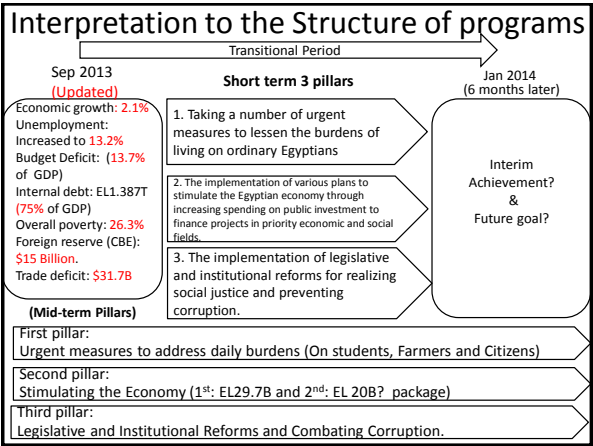 Interpretation to the Structure of programs
Transitional Period
Sep 2013
(Updated)
Economic growth: 2.1%
Unemployment:
Increased to 13.2%
Budget Deficit:  (13.7%
of  GDP)
Internal debt: EL1.387T
(75% of GDP)
Overall poverty: 26.3%
Foreign reserve (CBE):
$15 Billion.
Trade deficit: $31.7B
(Mid-term Pillars)
Short term 3 pillars
1. Taking a number of urgent
measures to lessen the burdens of
living on ordinary Egyptians
2. The implementation of various plans to
stimulate the Egyptian economy through
increasing spending on public investment to
finance projects in priority economic and social
fields.
3. The implementation of legislative
and institutional reforms for realizing
social justice and preventing
corruption.
Jan 2014
(6 months later)
Interim
Achievement?
&
Future goal?
First pillar:
Urgent measures to address daily burdens (On students, Farmers and Citizens)
Second pillar:
Stimulating the Economy (1st: EL29.7B and 2nd: EL 20B?  package)
Third pillar:
Legislative and Institutional Reforms and Combating Corruption.